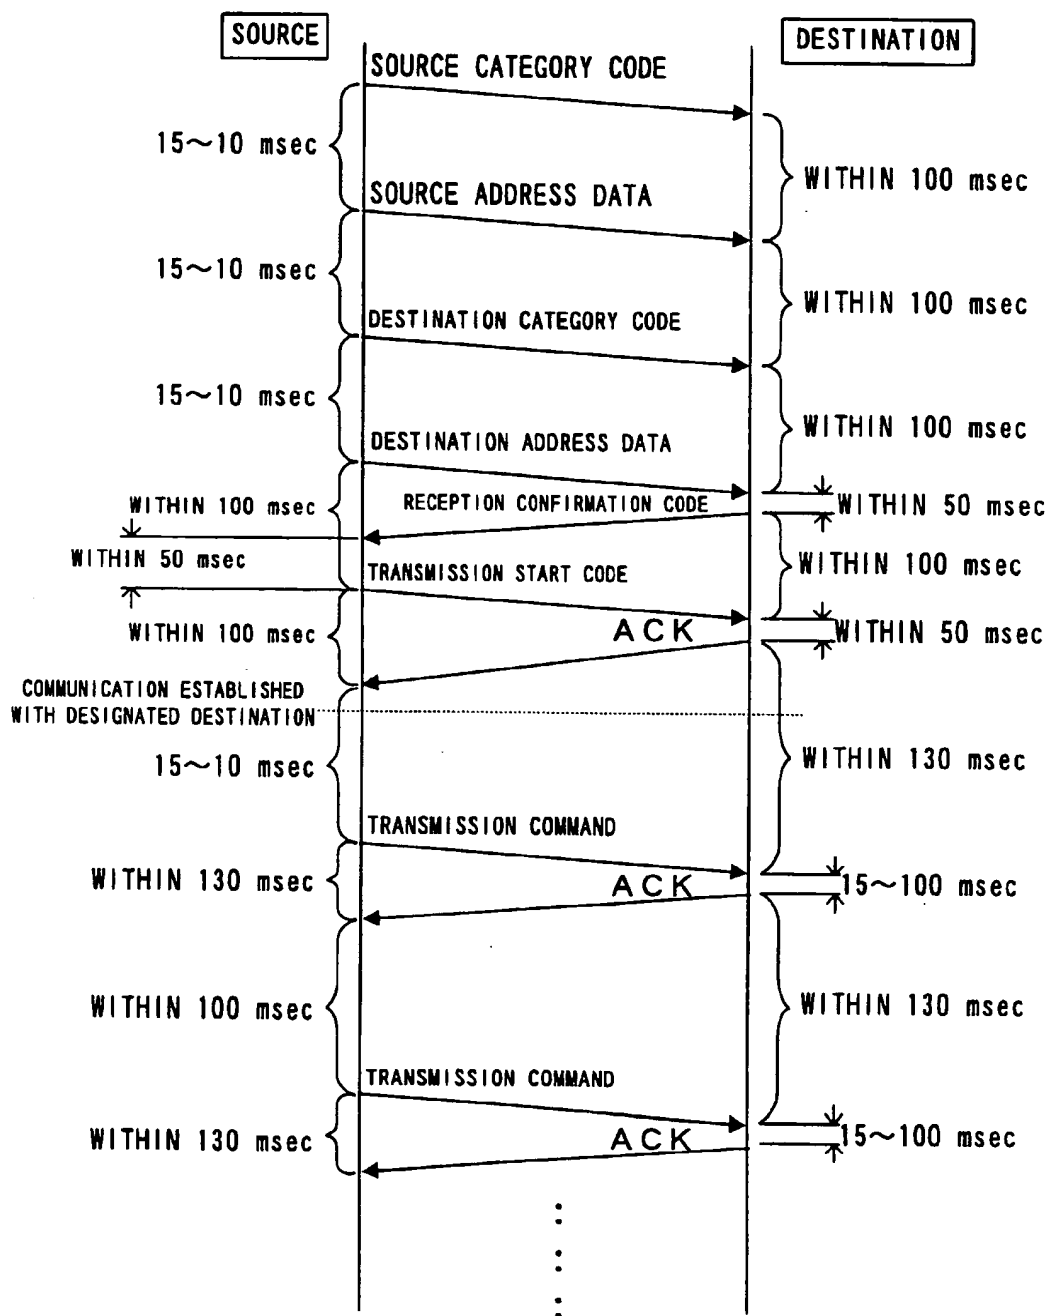 SOURCE
DESTINATION
SOURCE CATEGORY CODE
15~10 msec
WITHIN 100 msec
SOURCE ADDRESS DATA
15~10 msec
WITHIN 100 msec
DESTINATION CATEGORY CODE
15~10 msec
WITHIN 100 msec
DESTINATION ADDRESS DATA
WITHIN 100 msec
RECEPTION CONFIRMATION CODE
WITHIN 50 msec
WITHIN 50 msec
WITHIN 100 msec
TRANSMISSION START CODE
WITHIN 100 msec
ACK
WITHIN 50 msec
COMMUNICATION ESTABLISHED
WITH DESIGNATED DESTINATION
15~10 msec
WITHIN 130 msec
TRANSMISSION COMMAND
WITHIN 130 msec
ACK
15~100 msec
WITHIN 100 msec
WITHIN 130 msec
TRANSMISSION COMMAND
WITHIN 130 msec
ACK
15~100 msec